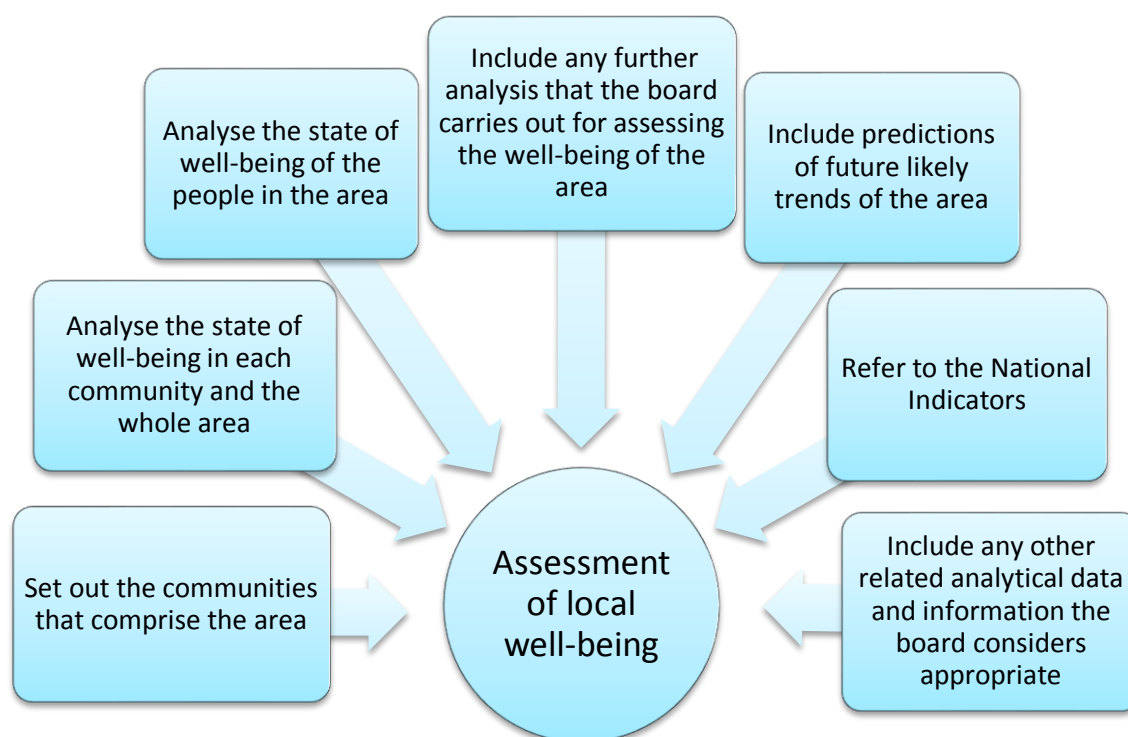 Include any further
analysis that the board
carries out for assessing
the well-being of the
area
Analyse the state of
well-being of the
people in the area
Include predictions
of future likely
trends of the area
Analyse the state of
well-being in each
community and the
whole area
Refer to the National
Indicators
Set out the communities
that comprise the area
Assessment
of local
well-being
Include any other
related analytical data
and information the
board considers
appropriate